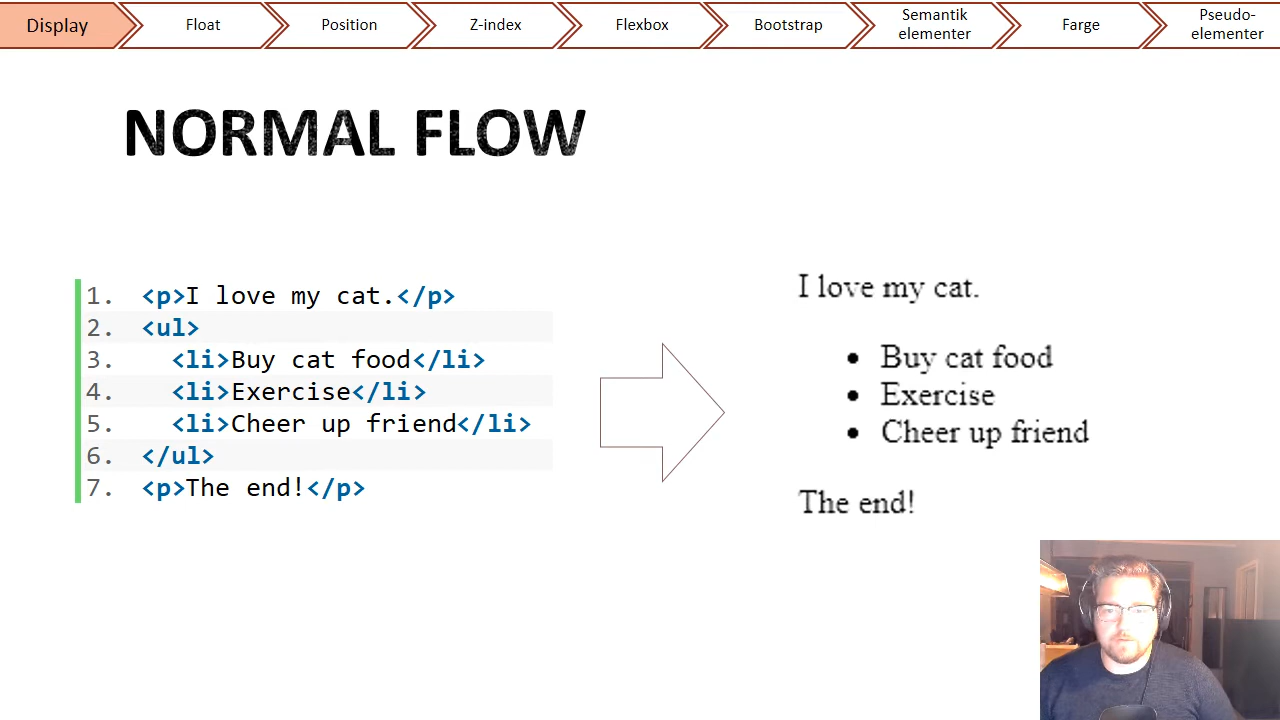 Display
Float
Position
Z-index
Flexbox
Bootstrap
Semantik
elementer
Farge
Pseudo-
elementer
NORMAL FLOW
1. <p>I love my cat.</p>
2. <ul>
3. <li>Buy cat food</li>
4. <li>Exercise</li>
5. <li>Cheer up friend</li>
6. </ul>
7. <p>The end!</p>
I love my cat.
• Buy cat food
• Exercise
• Cheer up friend
The end!